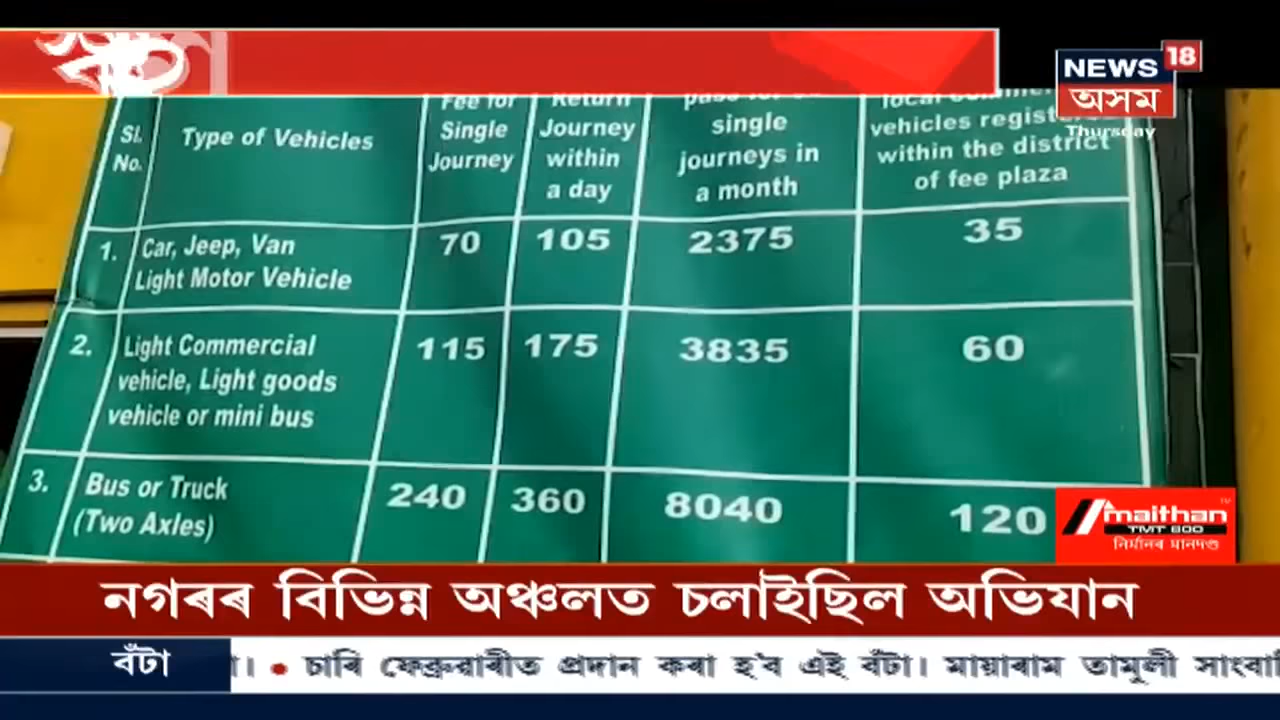 NEWS 18
অসম
Thursday
Sl. No.
Type of Vehicles
Fee for Single Journey
Return Journey within a day
single journeys in a month
vehicles within the district of fee plaza
1. Car, Jeep, Van Light Motor Vehicle 70 105 2375 35
2. Light Commercial vehicle, Light goods vehicle or mini bus 115 175 3835 60
3. Bus or Truck (Two Axles) 240 360 8040 120
maithan
TMT 800
নিৰ্মানৰ মানদণ্ড
নগৰৰ বিভিন্ন অঞ্চলত চলাইছিল অভিযান
বঁটা
• চাৰি ফেব্ৰুৱাৰীত প্ৰদান কৰা হ'ব এই বঁটা। মায়াৰাম তামুলী